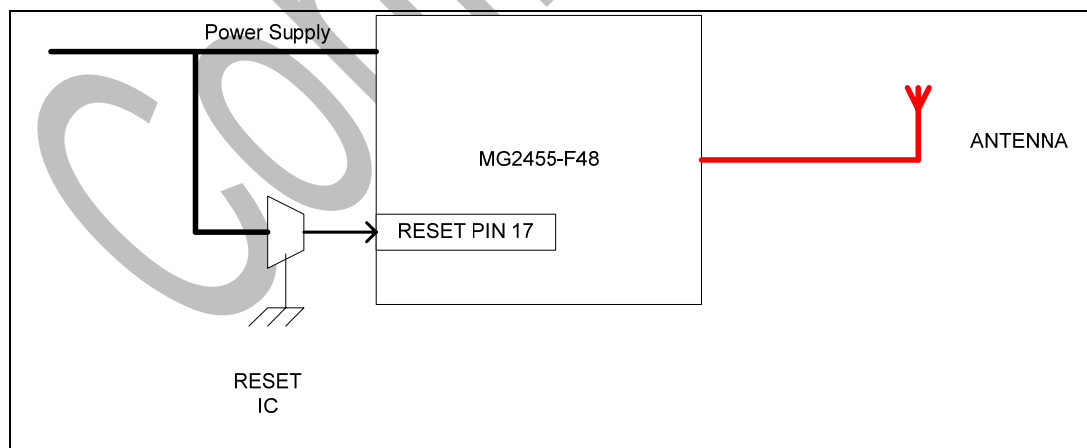 Power Supply
MG2455-F48
ANTENNA
RESET PIN 17
RESET
IC